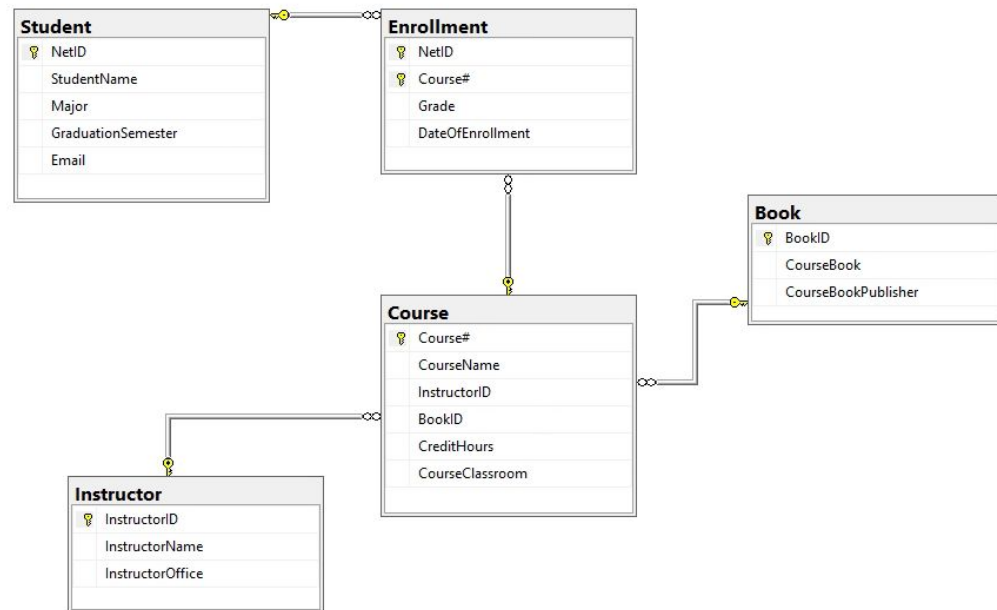 Student
NetID
StudentName
Major
GraduationSemester
Email
Enrollment
NetID
Course#
Grade
DateOfEnrollment
Book
BookID
CourseBook
CourseBookPublisher
Course
Course#
CourseName
InstructorID
BookID
CreditHours
CourseClassroom
Instructor
InstructorID
InstructorName
InstructorOffice